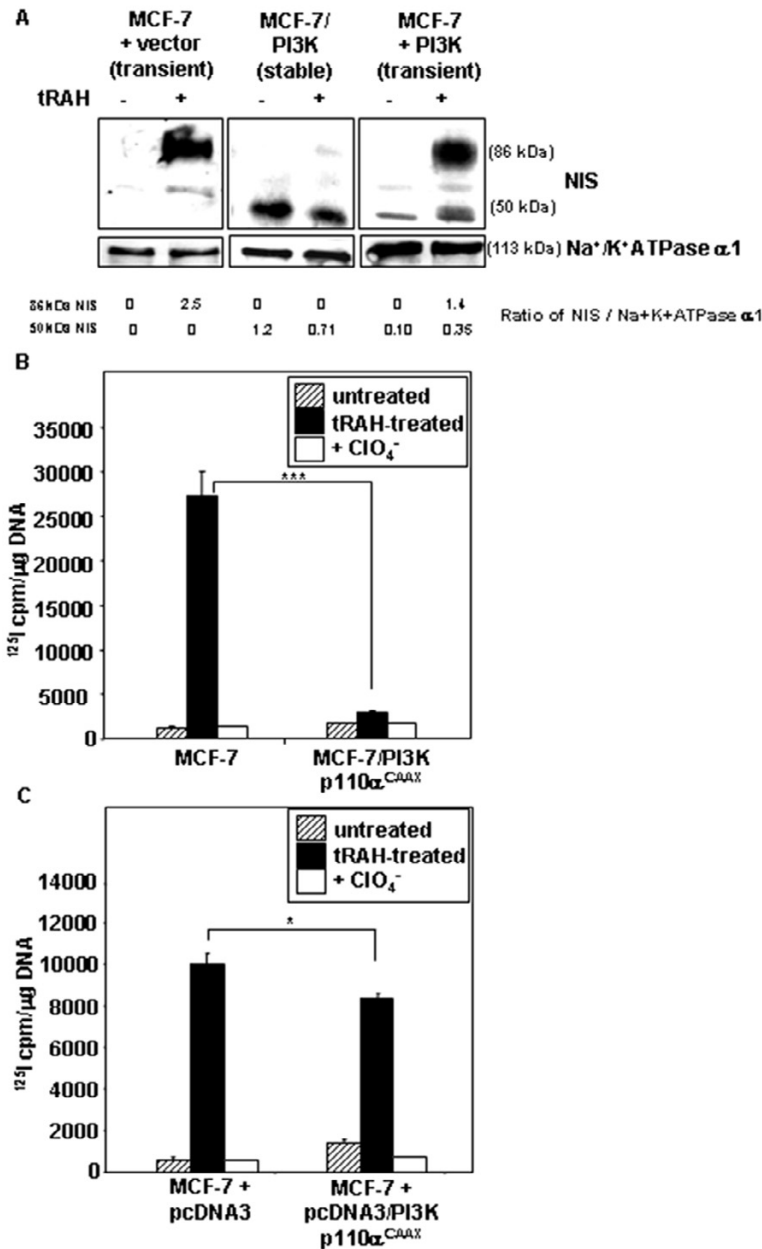 A
MCF-7 + vector (transient)
MCF-7/ PI3K (stable)
MCF-7 + PI3K (transient)
tRAH - + - + - +
(86 kDa)
NIS
(50 kDa)
(113 kDa) Na⁺/K⁺ATPase α1
86kDa NIS 0 2.5 0 0 0 1.4
50kDa NIS 0 0 1.2 0.71 0.10 0.35
Ratio of NIS / Na+K+ATPase α1
B
untreated
tRAH-treated
+ ClO₄⁻
***
35000
30000
25000
20000
15000
10000
5000
0
¹²⁵I cpm/µg DNA
MCF-7
MCF-7/PI3K
p110α CAAX
C
untreated
tRAH-treated
+ ClO₄⁻
*
14000
12000
10000
8000
6000
4000
2000
0
¹²⁵I cpm/µg DNA
MCF-7 +
pcDNA3
MCF-7 +
pcDNA3/PI3K
p110α CAAX